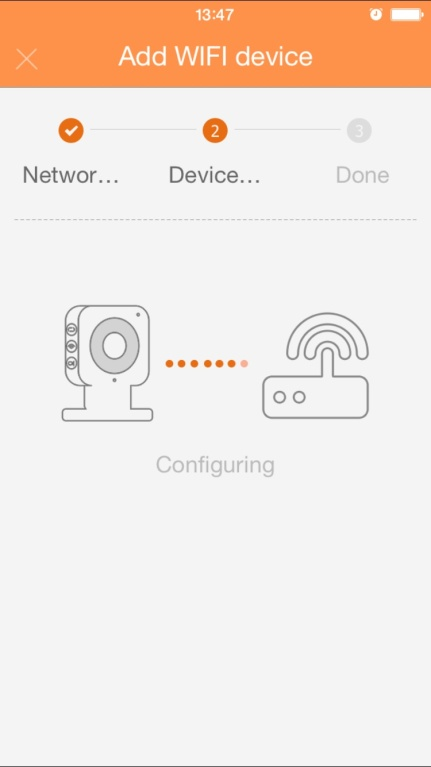 13:47
Add WIFI device
2
3
Networ...
Device...
Done
Configuring